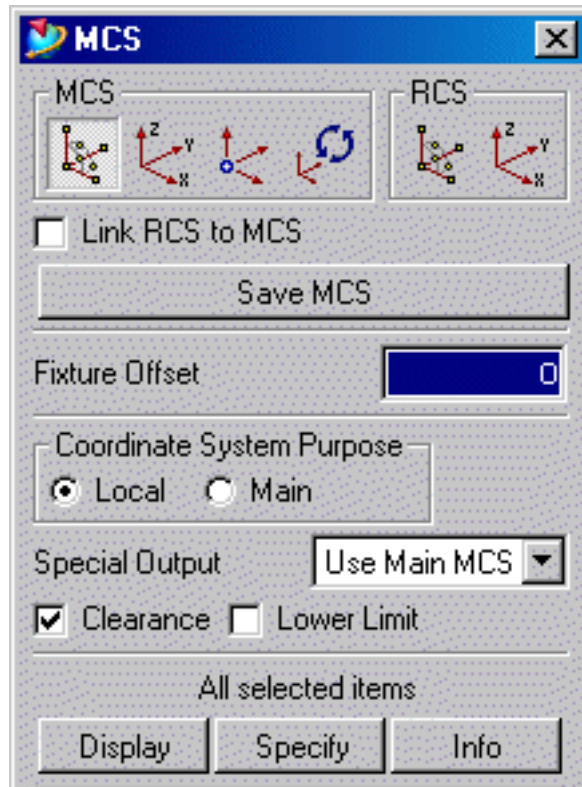 MCS
MCS RCS
Z Y X Z Y X
Link RCS to MCS
Save MCS
Fixture Offset 0
Coordinate System Purpose
Local Main
Special Output Use Main MCS
Clearance Lower Limit
All selected items
Display Specify Info